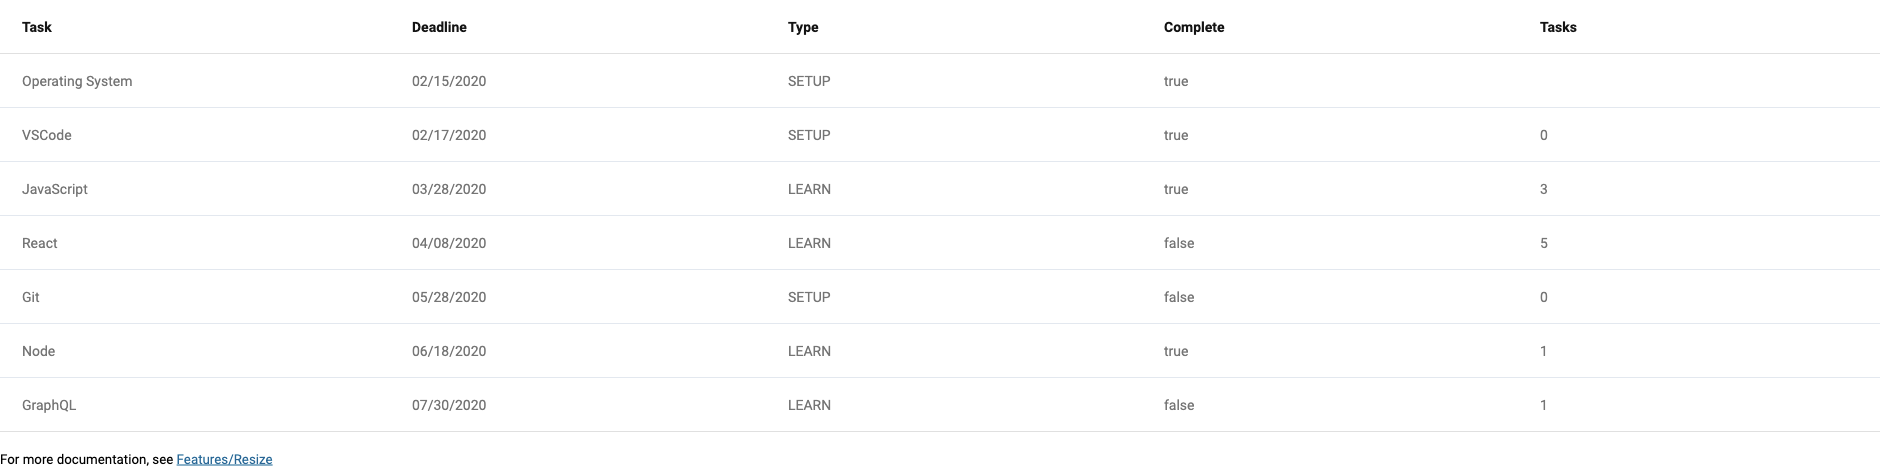 Task Deadline Type Complete Tasks
Operating System 02/15/2020 SETUP true
VSCode 02/17/2020 SETUP true 0
JavaScript 03/28/2020 LEARN true 3
React 04/08/2020 LEARN false 5
Git 05/28/2020 SETUP false 0
Node 06/18/2020 LEARN true 1
GraphQL 07/30/2020 LEARN false 1
For more documentation, see Features/Resize